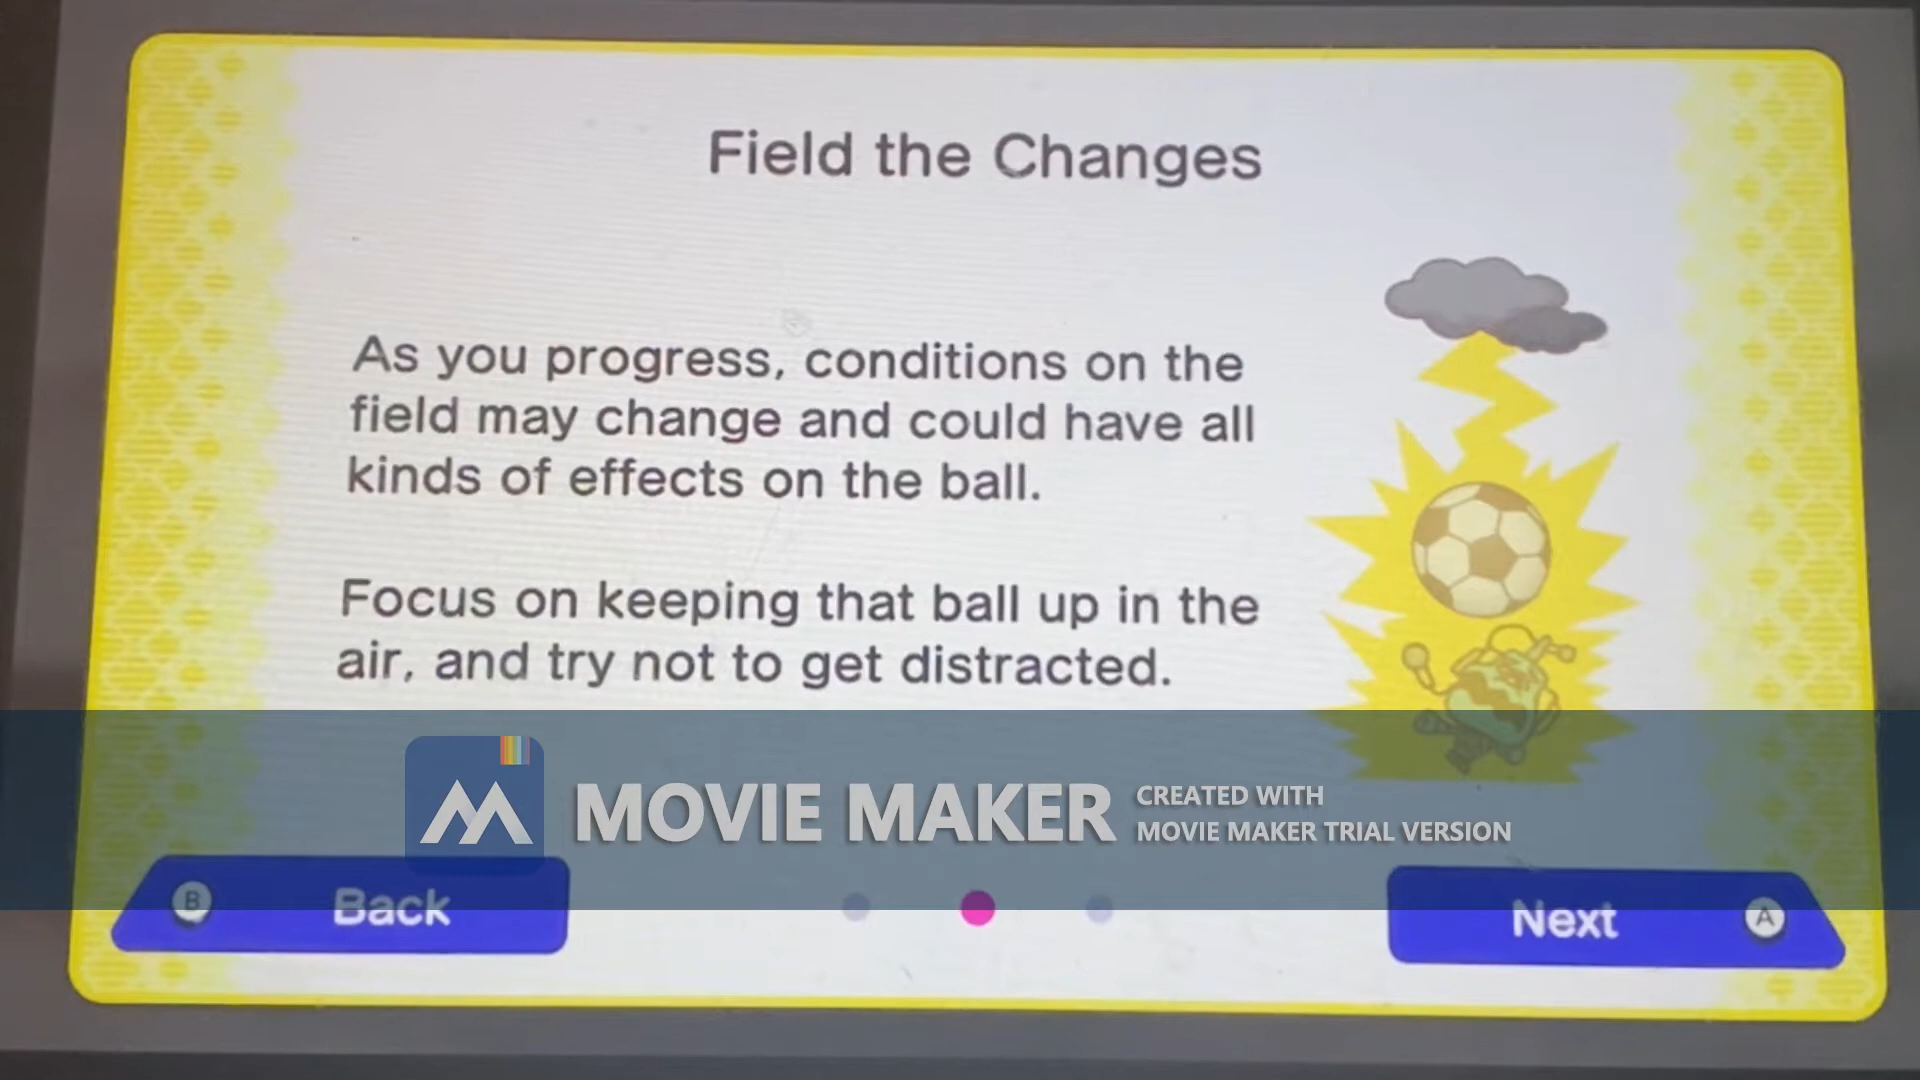 Field the Changes
As you progress, conditions on the
field may change and could have all
kinds of effects on the ball.
Focus on keeping that ball up in the
air, and try not to get distracted.
MOVIE MAKER
CREATED WITH
MOVIE MAKER TRIAL VERSION
B Back
Next A